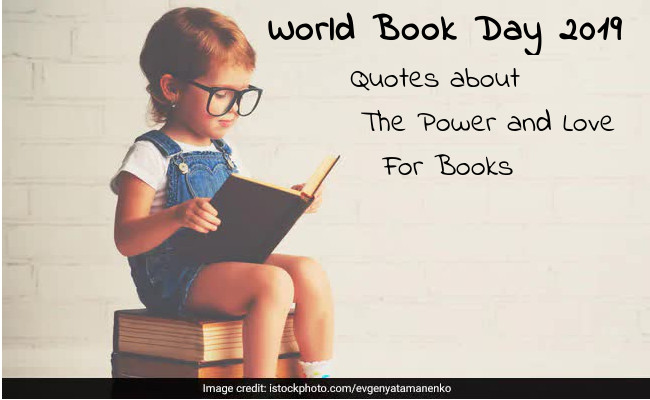 World Book Day 2019
Quotes about
The Power and Love
For Books
Image credit: istockphoto.com/evgenyatamanenko